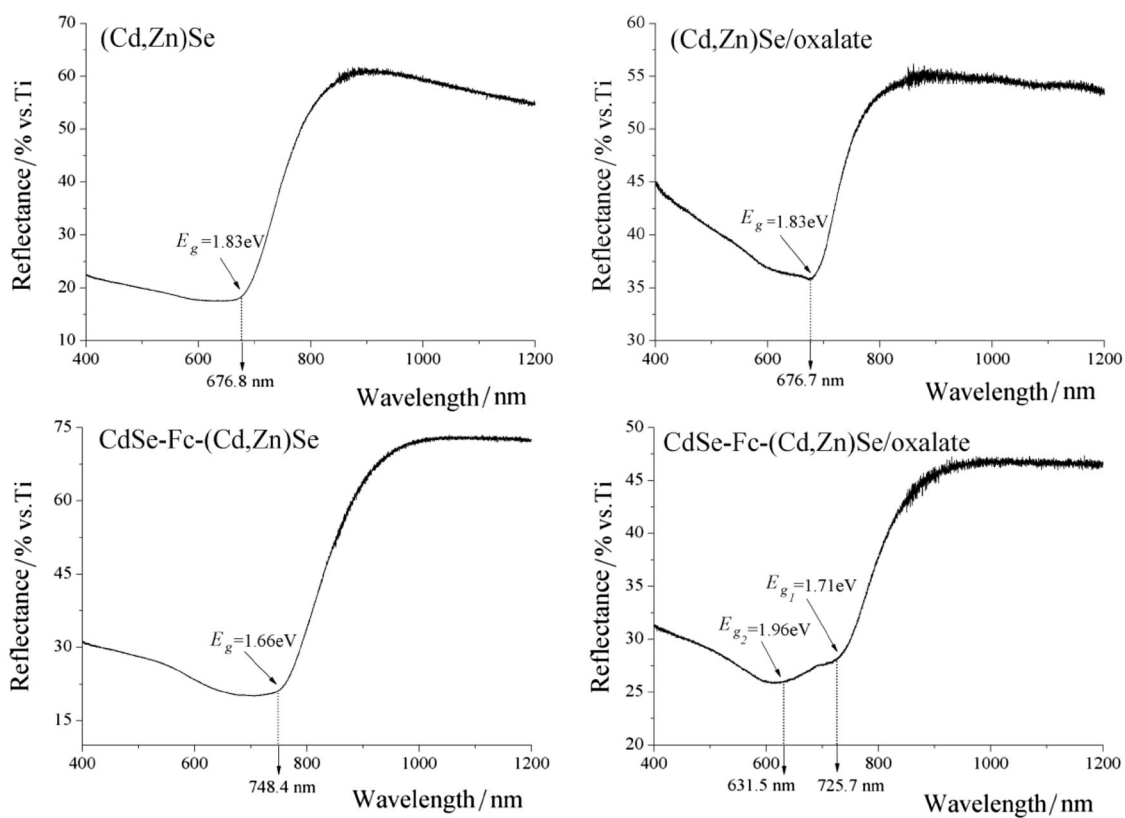 (Cd,Zn)Se
Reflectance/% vs.Ti
70
60
50
40
30
20
10
E g =1.83eV
400
600
800
1000
1200
676.8 nm
Wavelength/nm
(Cd,Zn)Se/oxalate
Reflectance/% vs.Ti
60
55
50
45
40
35
30
E g =1.83eV
400
600
800
1000
1200
676.7 nm
Wavelength/nm
CdSe-Fc-(Cd,Zn)Se
Reflectance/% vs.Ti
75
60
45
30
15
E g =1.66eV
400
600
800
1000
1200
748.4 nm
Wavelength/nm
CdSe-Fc-(Cd,Zn)Se/oxalate
Reflectance/% vs.Ti
50
45
40
35
30
25
20
E g1 =1.71eV
E g2 =1.96eV
400
600
800
1000
1200
631.5 nm
725.7 nm
Wavelength/nm